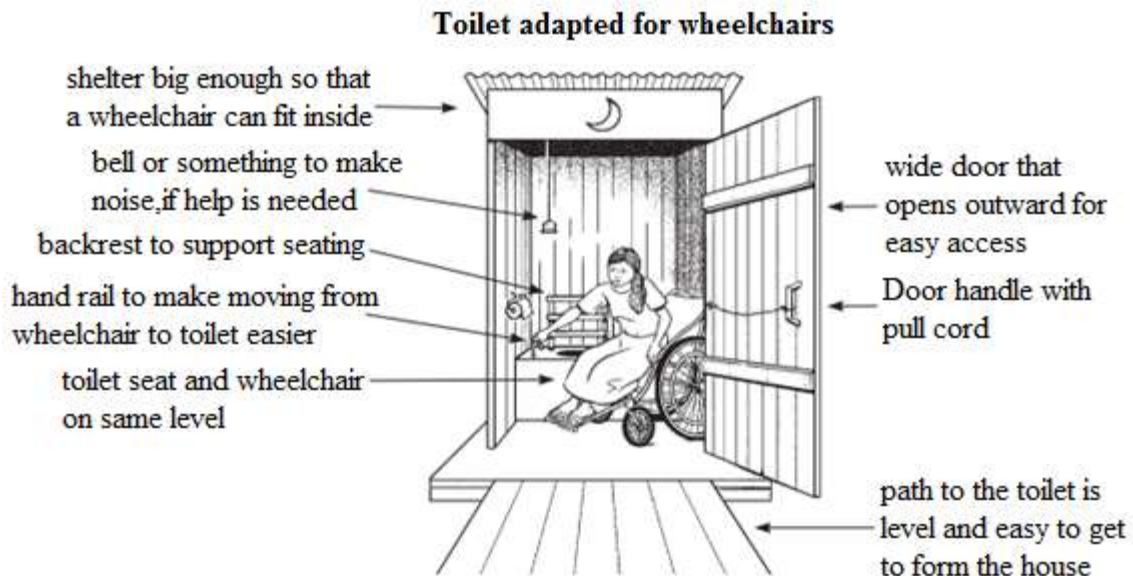 Toilet adapted for wheelchairs
shelter big enough so that
a wheelchair can fit inside
bell or something to make
noise,if help is needed
backrest to support seating
hand rail to make moving from
wheelchair to toilet easier
toilet seat and wheelchair
on same level
wide door that
opens outward for
easy access
Door handle with
pull cord
path to the toilet is
level and easy to get
to form the house